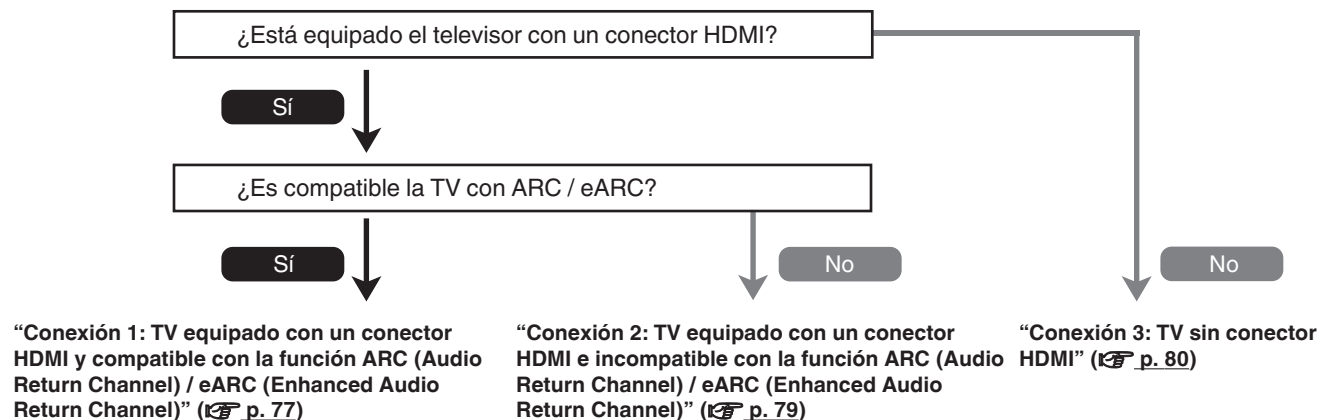 ¿Está equipado el televisor con un conector HDMI?
Sí
¿Es compatible la TV con ARC / eARC?
Sí
No
No
“Conexión 1: TV equipado con un conector
HDMI y compatible con la función ARC (Audio
Return Channel) / eARC (Enhanced Audio
Return Channel)” (☞ p. 77)
“Conexión 2: TV equipado con un conector
HDMI e incompatible con la función ARC (Audio
Return Channel) / eARC (Enhanced Audio
Return Channel)” (☞ p. 79)
“Conexión 3: TV sin conector
HDMI” (☞ p. 80)